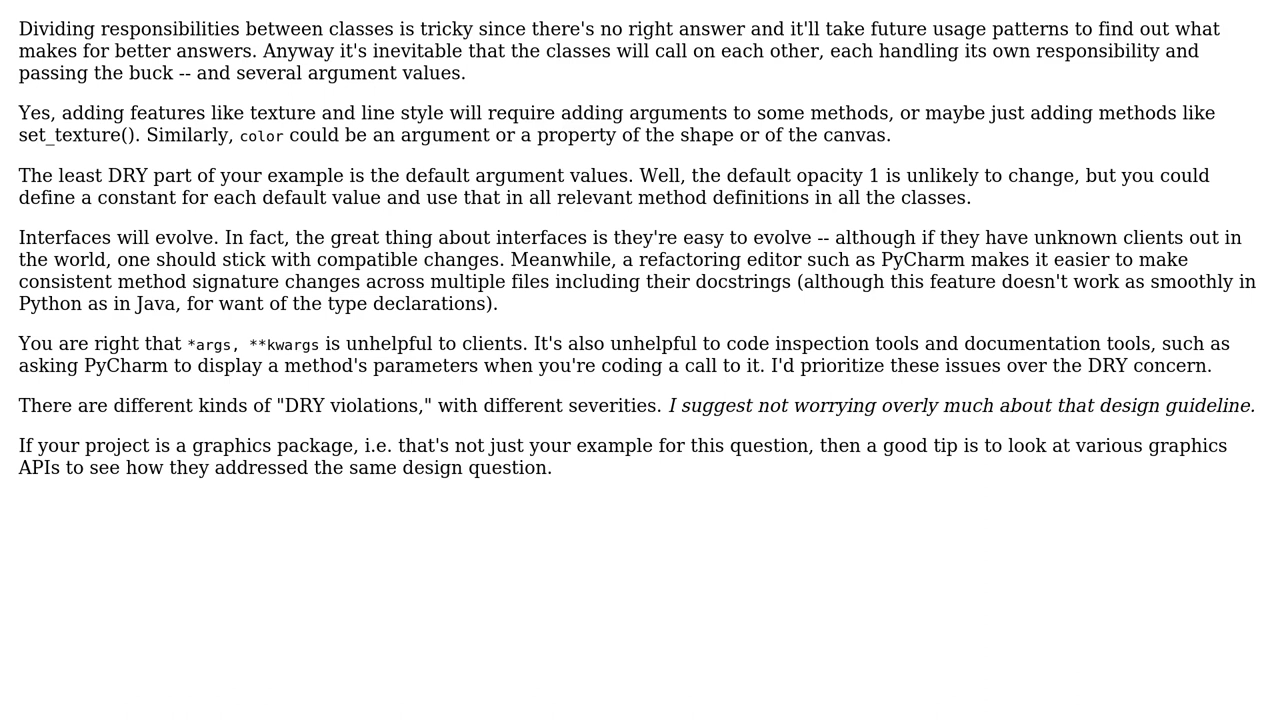 Dividing responsibilities between classes is tricky since there's no right answer and it'll take future usage patterns to find out what
makes for better answers. Anyway it's inevitable that the classes will call on each other, each handling its own responsibility and
passing the buck -- and several argument values.
Yes, adding features like texture and line style will require adding arguments to some methods, or maybe just adding methods like
set_texture(). Similarly, color could be an argument or a property of the shape or of the canvas.
The least DRY part of your example is the default argument values. Well, the default opacity 1 is unlikely to change, but you could
define a constant for each default value and use that in all relevant method definitions in all the classes.
Interfaces will evolve. In fact, the great thing about interfaces is they're easy to evolve -- although if they have unknown clients out in
the world, one should stick with compatible changes. Meanwhile, a refactoring editor such as PyCharm makes it easier to make
consistent method signature changes across multiple files including their docstrings (although this feature doesn't work as smoothly in
Python as in Java, for want of the type declarations).
You are right that *args, **kwargs is unhelpful to clients. It's also unhelpful to code inspection tools and documentation tools, such as
asking PyCharm to display a method's parameters when you're coding a call to it. I'd prioritize these issues over the DRY concern.
There are different kinds of "DRY violations," with different severities. I suggest not worrying overly much about that design guideline.
If your project is a graphics package, i.e. that's not just your example for this question, then a good tip is to look at various graphics
APIs to see how they addressed the same design question.